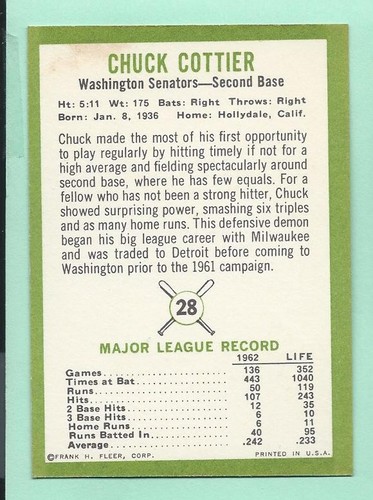 CHUCK COTTIER
Washington Senators—Second Base
Ht: 5:11 Wt: 175 Bats: Right Throws: Right
Born: Jan. 8, 1936 Home: Hollydale, Calif.
Chuck made the most of his first opportunity
to play regularly by hitting timely if not for a
high average and fielding spectacularly around
second base, where he has few equals. For a
fellow who has not been a strong hitter, Chuck
showed surprising power, smashing six triples
and as many home runs. This defensive demon
began his big league career with Milwaukee
and was traded to Detroit before coming to
Washington prior to the 1961 campaign.
28
MAJOR LEAGUE RECORD
1962 LIFE
Games 136 352
Times at Bat 443 1040
Runs 50 119
Hits 107 243
2 Base Hits 12 35
3 Base Hits 6 10
Home Runs 6 11
Runs Batted In 40 95
Average .242 .233
©FRANK H. FLEER, CORP. PRINTED IN U.S.A.